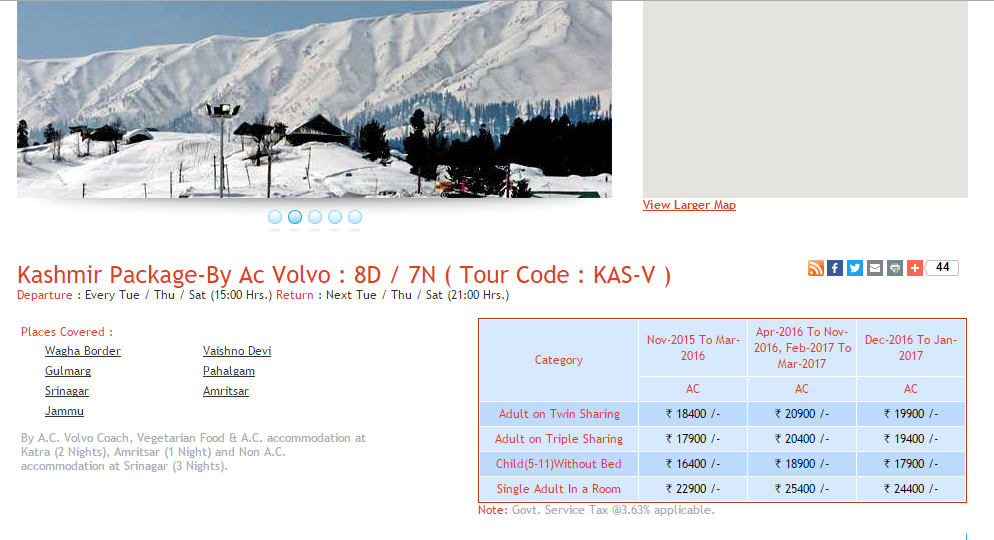 View Larger Map
44
Kashmir Package-By Ac Volvo : 8D / 7N ( Tour Code : KAS-V )
Departure : Every Tue / Thu / Sat (15:00 Hrs.) Return : Next Tue / Thu / Sat (21:00 Hrs.)
Places Covered :
Wagha Border Vaishno Devi
Gulmarg Pahalgam
Srinagar Amritsar
Jammu
By A.C. Volvo Coach, Vegetarian Food & A.C. accommodation at
Katra (2 Nights), Amritsar (1 Night) and Non A.C.
accommodation at Srinagar (3 Nights).
Category
Nov-2015 To Mar-
2016
Apr-2016 To Nov-
2016, Feb-2017 To
Mar-2017
Dec-2016 To Jan-
2017
AC AC AC
Adult on Twin Sharing ₹ 18400 /- ₹ 20900 /- ₹ 19900 /-
Adult on Triple Sharing ₹ 17900 /- ₹ 20400 /- ₹ 19400 /-
Child(5-11)Without Bed ₹ 16400 /- ₹ 18900 /- ₹ 17900 /-
Single Adult In a Room ₹ 22900 /- ₹ 25400 /- ₹ 24400 /-
Note: Govt. Service Tax @3.63% applicable.